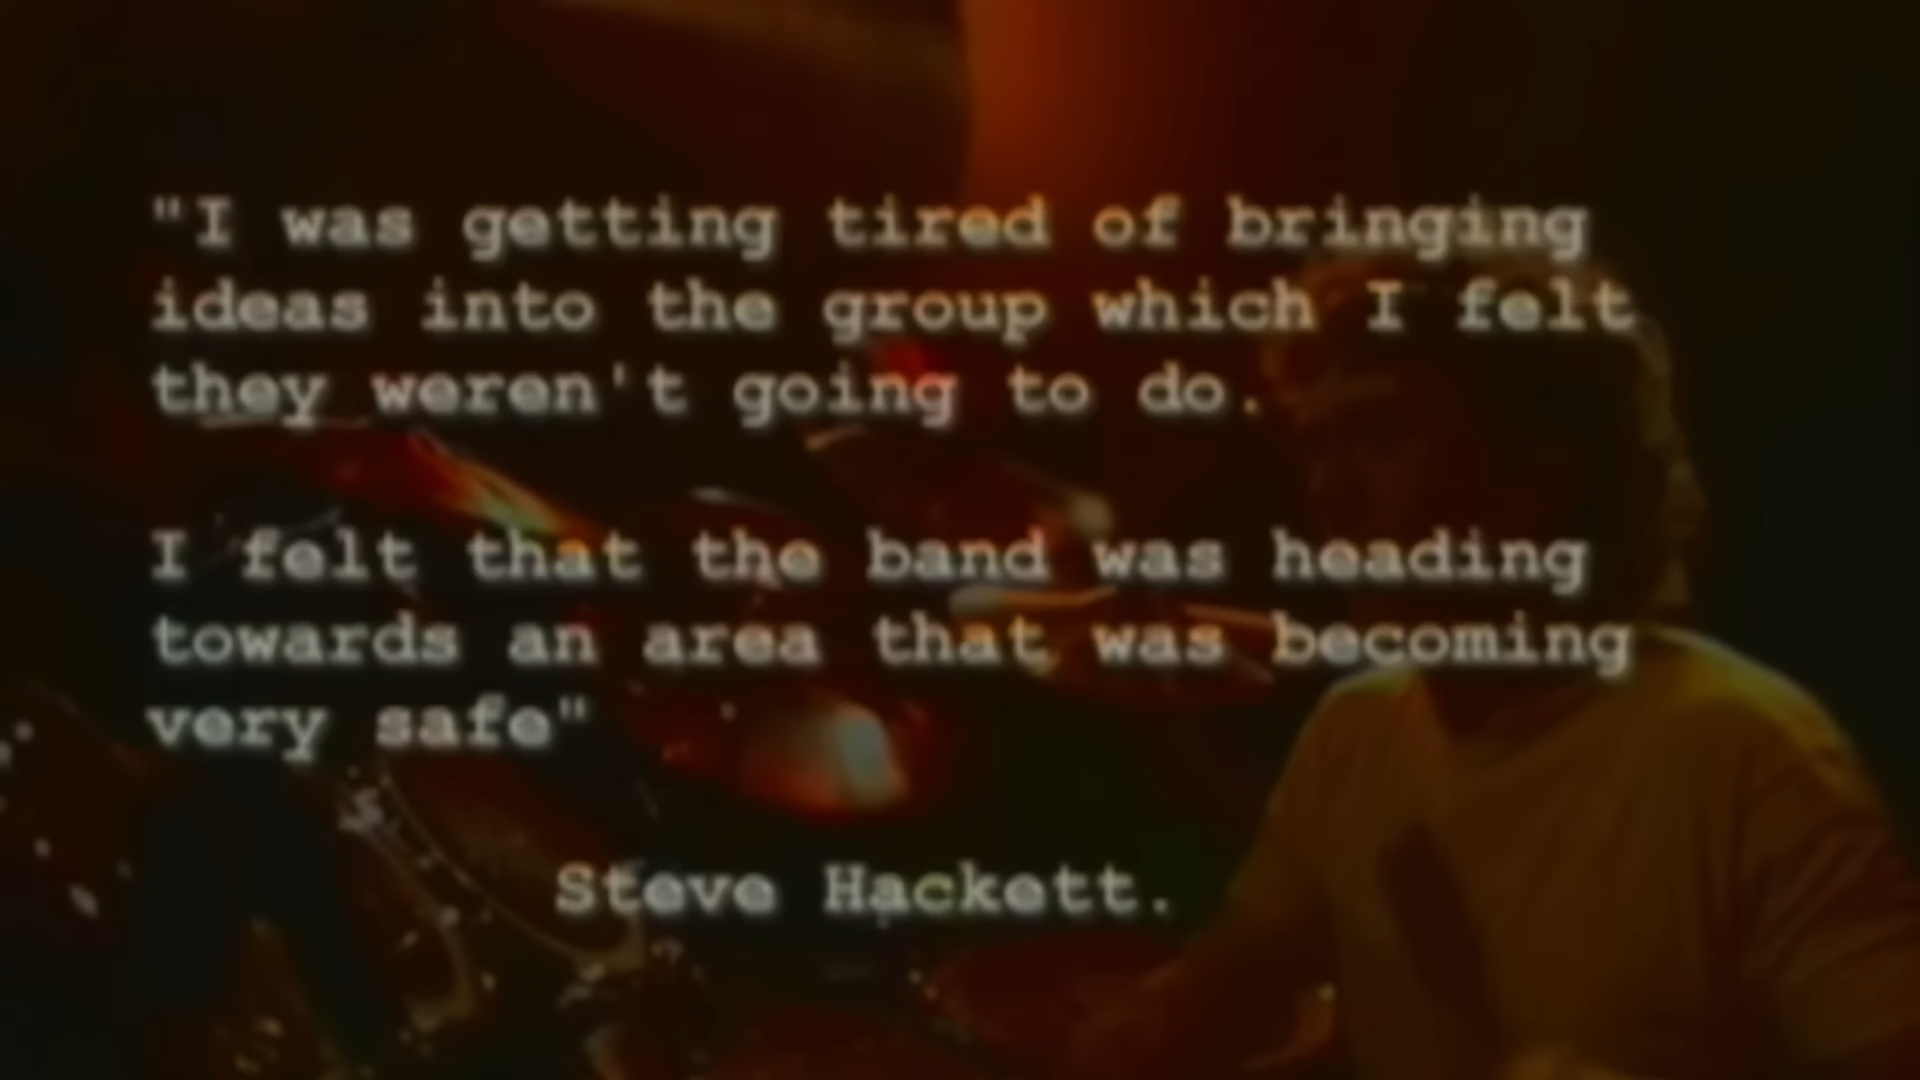 "I was getting tired of bringing
ideas into the group which I felt
they weren't going to do.
I felt that the band was heading
towards an area that was becoming
very safe"
Steve Hackett.